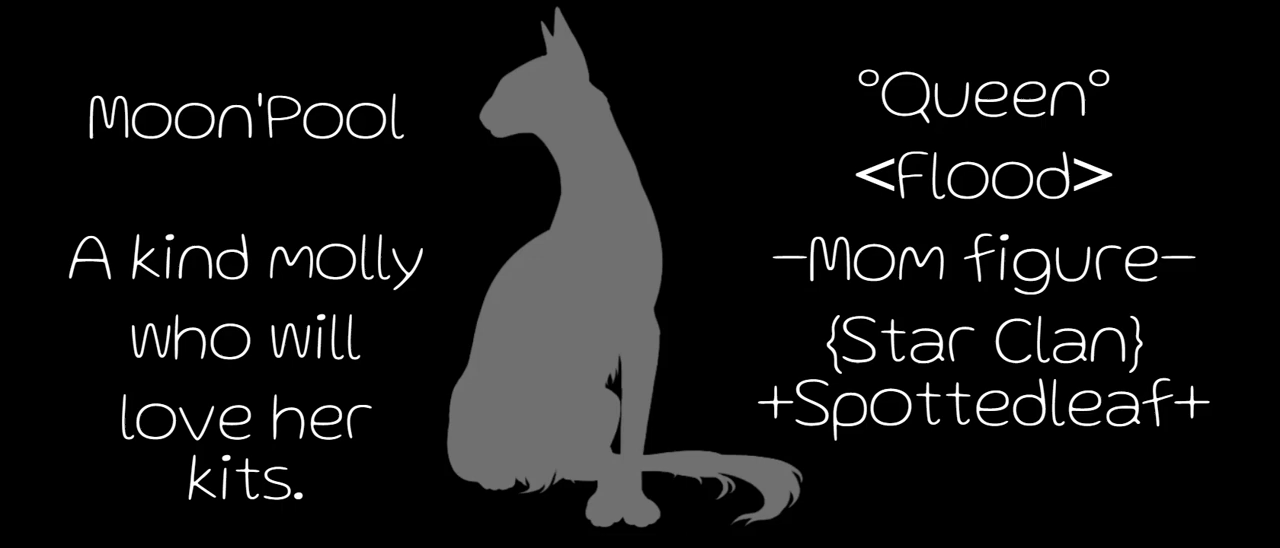 Moon'Pool
A kind molly
who will
love her
kits.
°Queen°
<Flood>
-Mom figure-
{Star Clan}
+Spottedleaf+